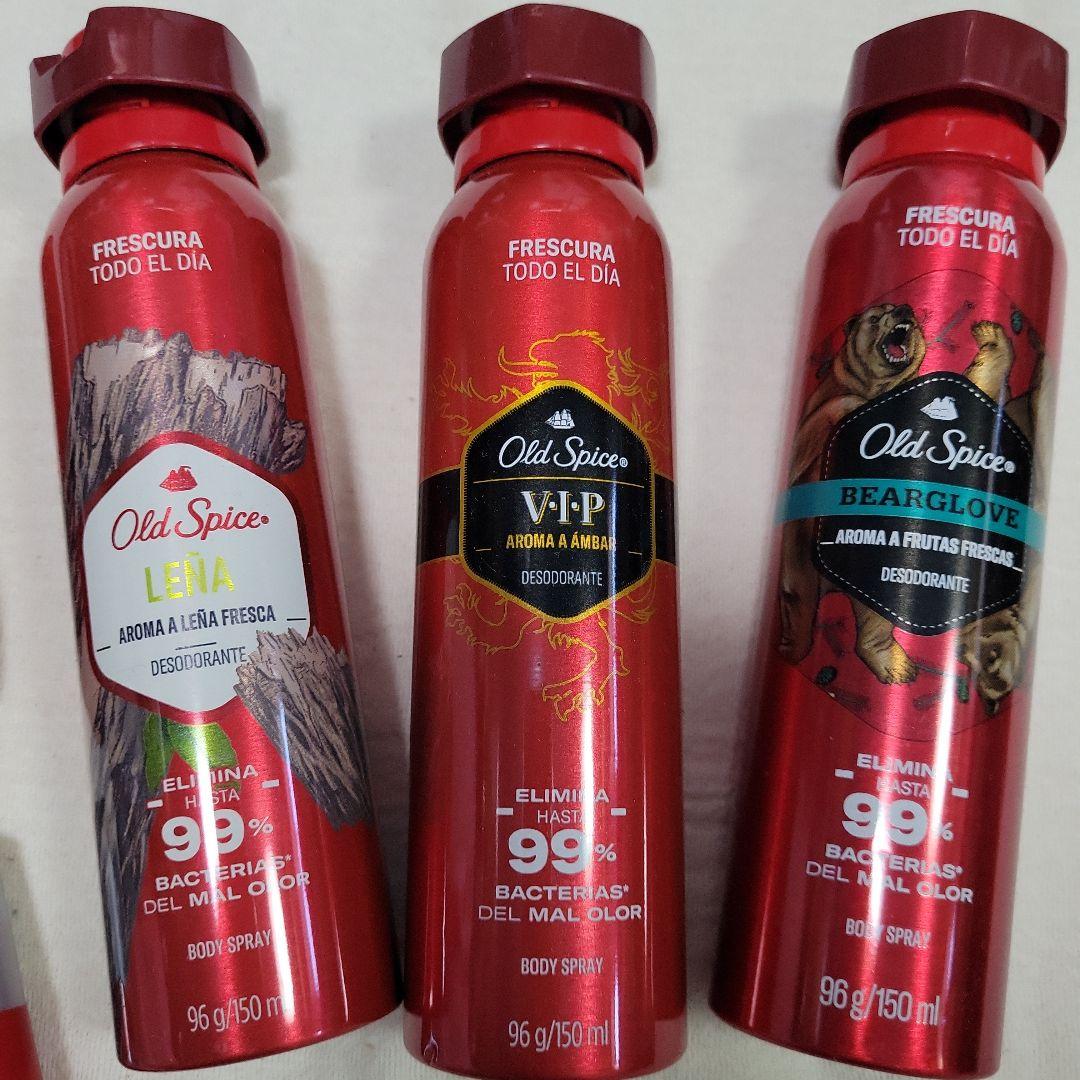 FRESCURA
TODO EL DÍA
Old Spice®
LEÑA
AROMA A LEÑA FRESCA
DESODORANTE
ELIMINA
HASTA
99%
BACTERIAS*
DEL MAL OLOR
BODY SPRAY
96 g/150 ml
FRESCURA
TODO EL DÍA
Old Spice®
V·I·P
AROMA A ÁMBAR
DESODORANTE
ELIMINA
HASTA
99%
BACTERIAS*
DEL MAL OLOR
BODY SPRAY
96 g/150 ml
FRESCURA
TODO EL DÍA
Old Spice®
BEARGLOVE
AROMA A FRUTAS FRESCAS
DESODORANTE
ELIMINA
HASTA
99%
BACTERIAS*
DEL MAL OLOR
BODY SPRAY
96 g/150 ml